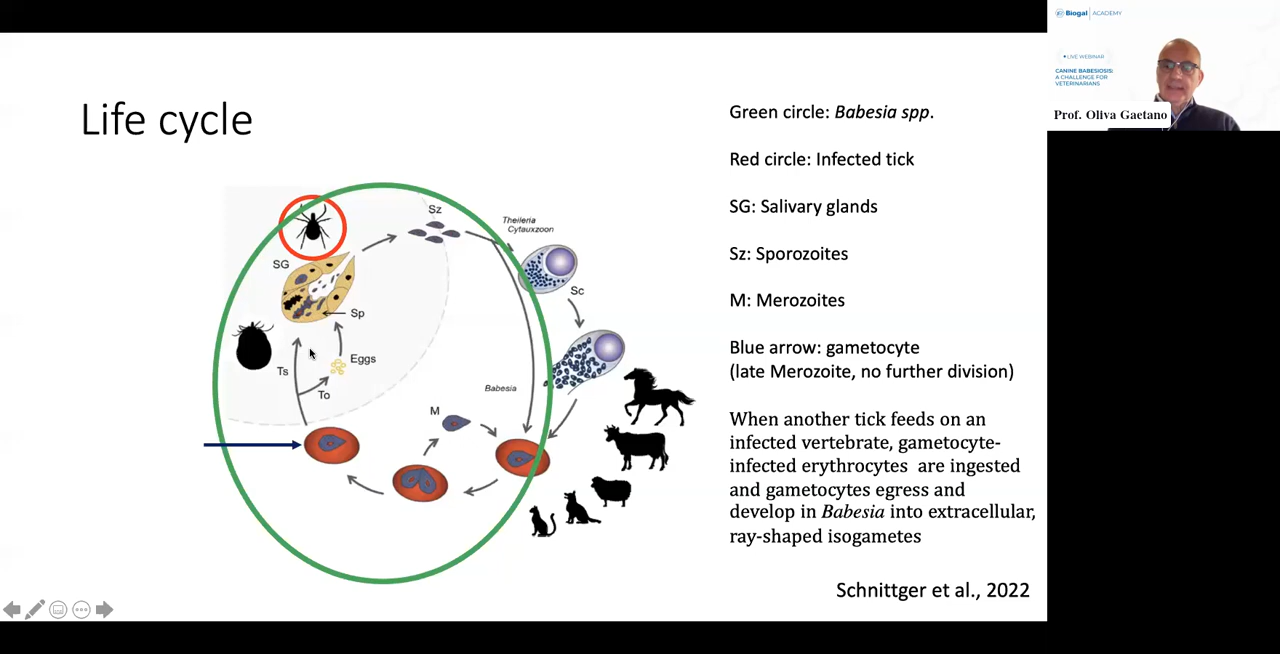 Life cycle
SG
Sz
Theileria
Cytauxzoon
Sc
Sp
Eggs
Ts
To
Babesia
M
Green circle: Babesia spp.
Red circle: Infected tick
SG: Salivary glands
Sz: Sporozoites
M: Merozoites
Blue arrow: gametocyte
(late Merozoite, no further division)
When another tick feeds on an
infected vertebrate, gametocyte-
infected erythrocytes are ingested
and gametocytes egress and
develop in Babesia into extracellular,
ray-shaped isogametes
Schnittger et al., 2022
Biogal | ACADEMY
LIVE WEBINAR
CANINE BABESIOSIS:
A CHALLENGE FOR
VETERINARIANS
Prof. Oliva Gaetano